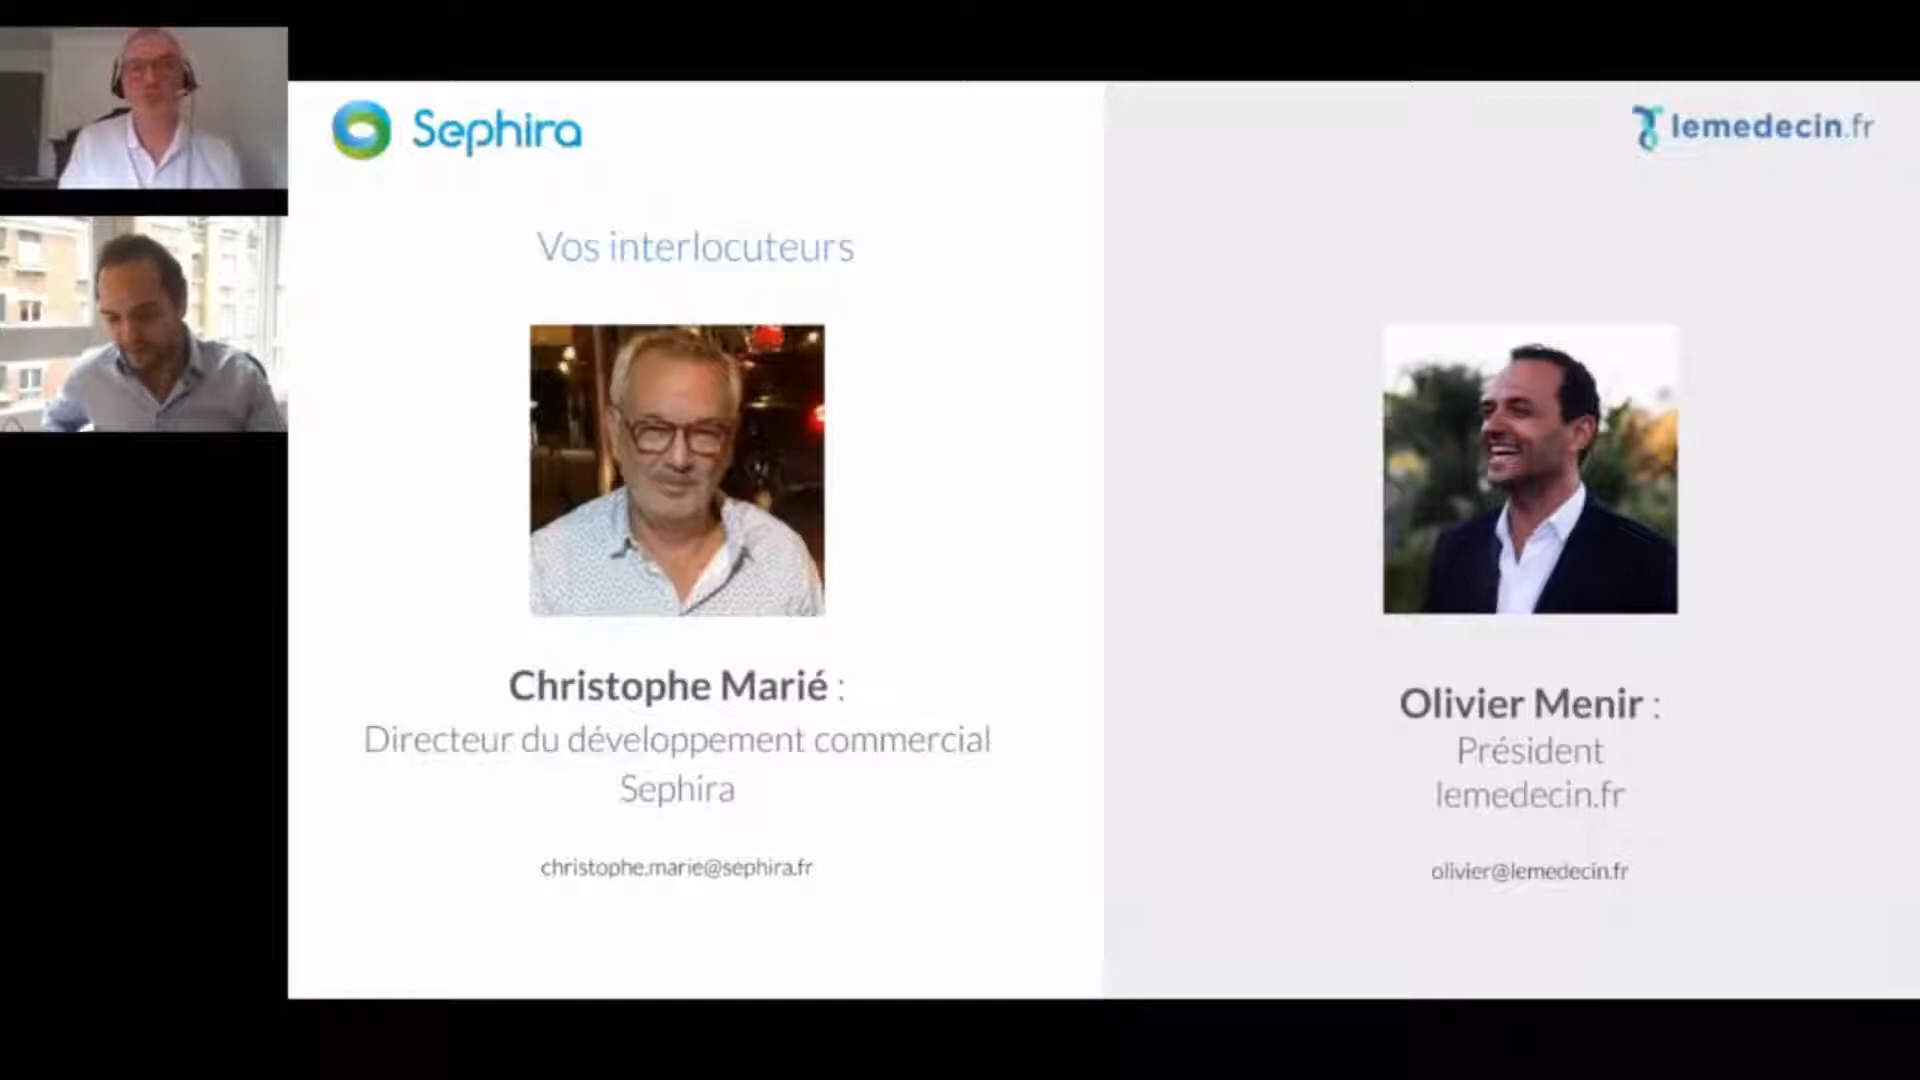 Sephira
lemedecin.fr
Vos interlocuteurs
Christophe Marié :
Directeur du développement commercial
Sephira
christophe.marie@sephira.fr
Olivier Menir :
Président
lemedecin.fr
olivier@lemedecin.fr